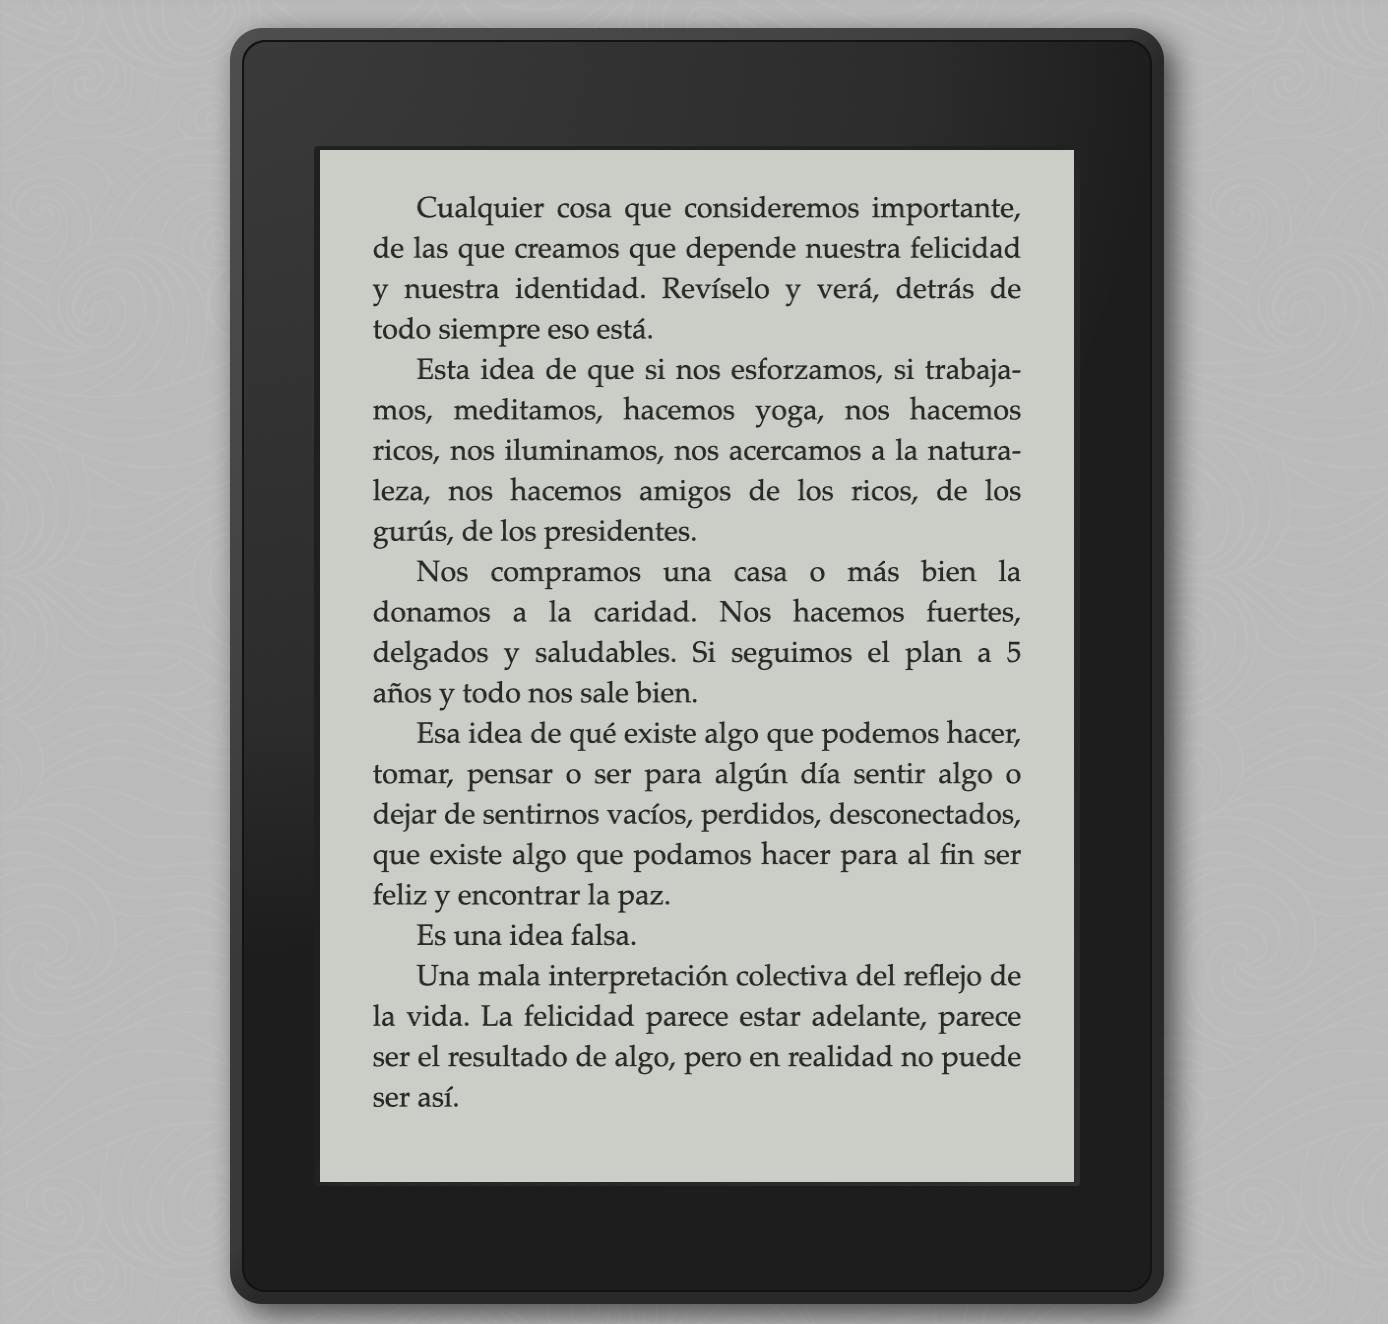 Cualquier cosa que consideremos importante,
de las que creamos que depende nuestra felicidad
y nuestra identidad. Revíselo y verá, detrás de
todo siempre eso está.
Esta idea de que si nos esforzamos, si trabaja-
mos, meditamos, hacemos yoga, nos hacemos
ricos, nos iluminamos, nos acercamos a la natura-
leza, nos hacemos amigos de los ricos, de los
gurús, de los presidentes.
Nos compramos una casa o más bien la
donamos a la caridad. Nos hacemos fuertes,
delgados y saludables. Si seguimos el plan a 5
años y todo nos sale bien.
Esa idea de qué existe algo que podemos hacer,
tomar, pensar o ser para algún día sentir algo o
dejar de sentirnos vacíos, perdidos, desconectados,
que existe algo que podamos hacer para al fin ser
feliz y encontrar la paz.
Es una idea falsa.
Una mala interpretación colectiva del reflejo de
la vida. La felicidad parece estar adelante, parece
ser el resultado de algo, pero en realidad no puede
ser así.